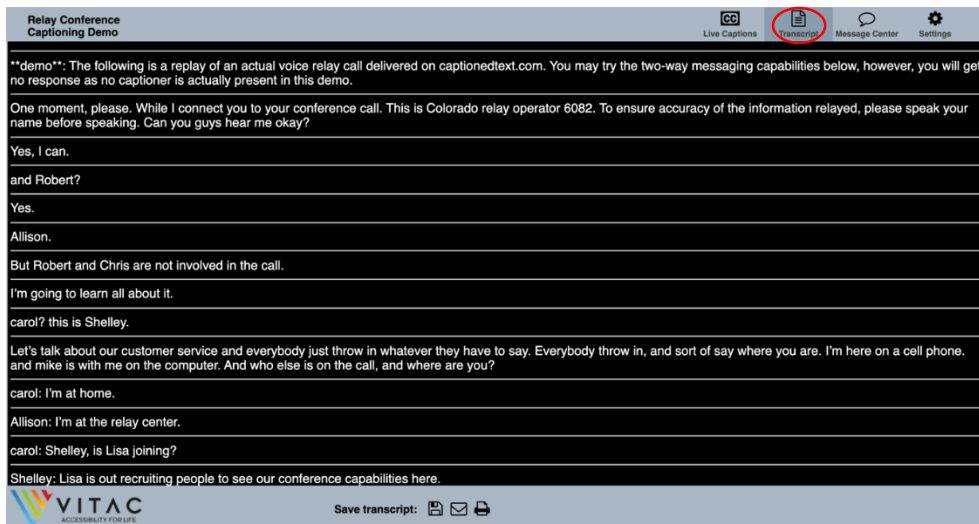 Relay Conference
Captioning Demo
CC
Live Captions
Transcript
Message Center
Settings
**demo**: The following is a replay of an actual voice relay call delivered on captionedtext.com. You may try the two-way messaging capabilities below, however, you will get
no response as no captioner is actually present in this demo.
One moment, please. While I connect you to your conference call. This is Colorado relay operator 6082. To ensure accuracy of the information relayed, please speak your
name before speaking. Can you guys hear me okay?
Yes, I can.
and Robert?
Yes.
Allison.
But Robert and Chris are not involved in the call.
I'm going to learn all about it.
carol? this is Shelley.
Let's talk about our customer service and everybody just throw in whatever they have to say. Everybody throw in, and sort of say where you are. I'm here on a cell phone.
and mike is with me on the computer. And who else is on the call, and where are you?
carol: I'm at home.
Allison: I'm at the relay center.
carol: Shelley, is Lisa joining?
Shelley: Lisa is out recruiting people to see our conference capabilities here.
VITAC
ACCESSIBILITY FOR LIFE
Save transcript: